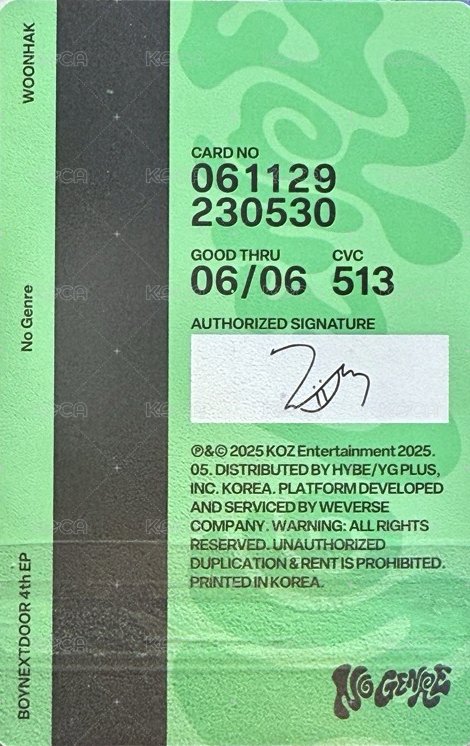 WOONHAK
No Genre
BOYNEXTDOOR 4th EP
CARD NO
061129
230530
GOOD THRU CVC
06/06 513
AUTHORIZED SIGNATURE
℗&© 2025 KOZ Entertainment 2025.
05. DISTRIBUTED BY HYBE/YG PLUS,
INC. KOREA. PLATFORM DEVELOPED
AND SERVICED BY WEVERSE
COMPANY. WARNING: ALL RIGHTS
RESERVED. UNAUTHORIZED
DUPLICATION & RENT IS PROHIBITED.
PRINTED IN KOREA.
NO GENRE